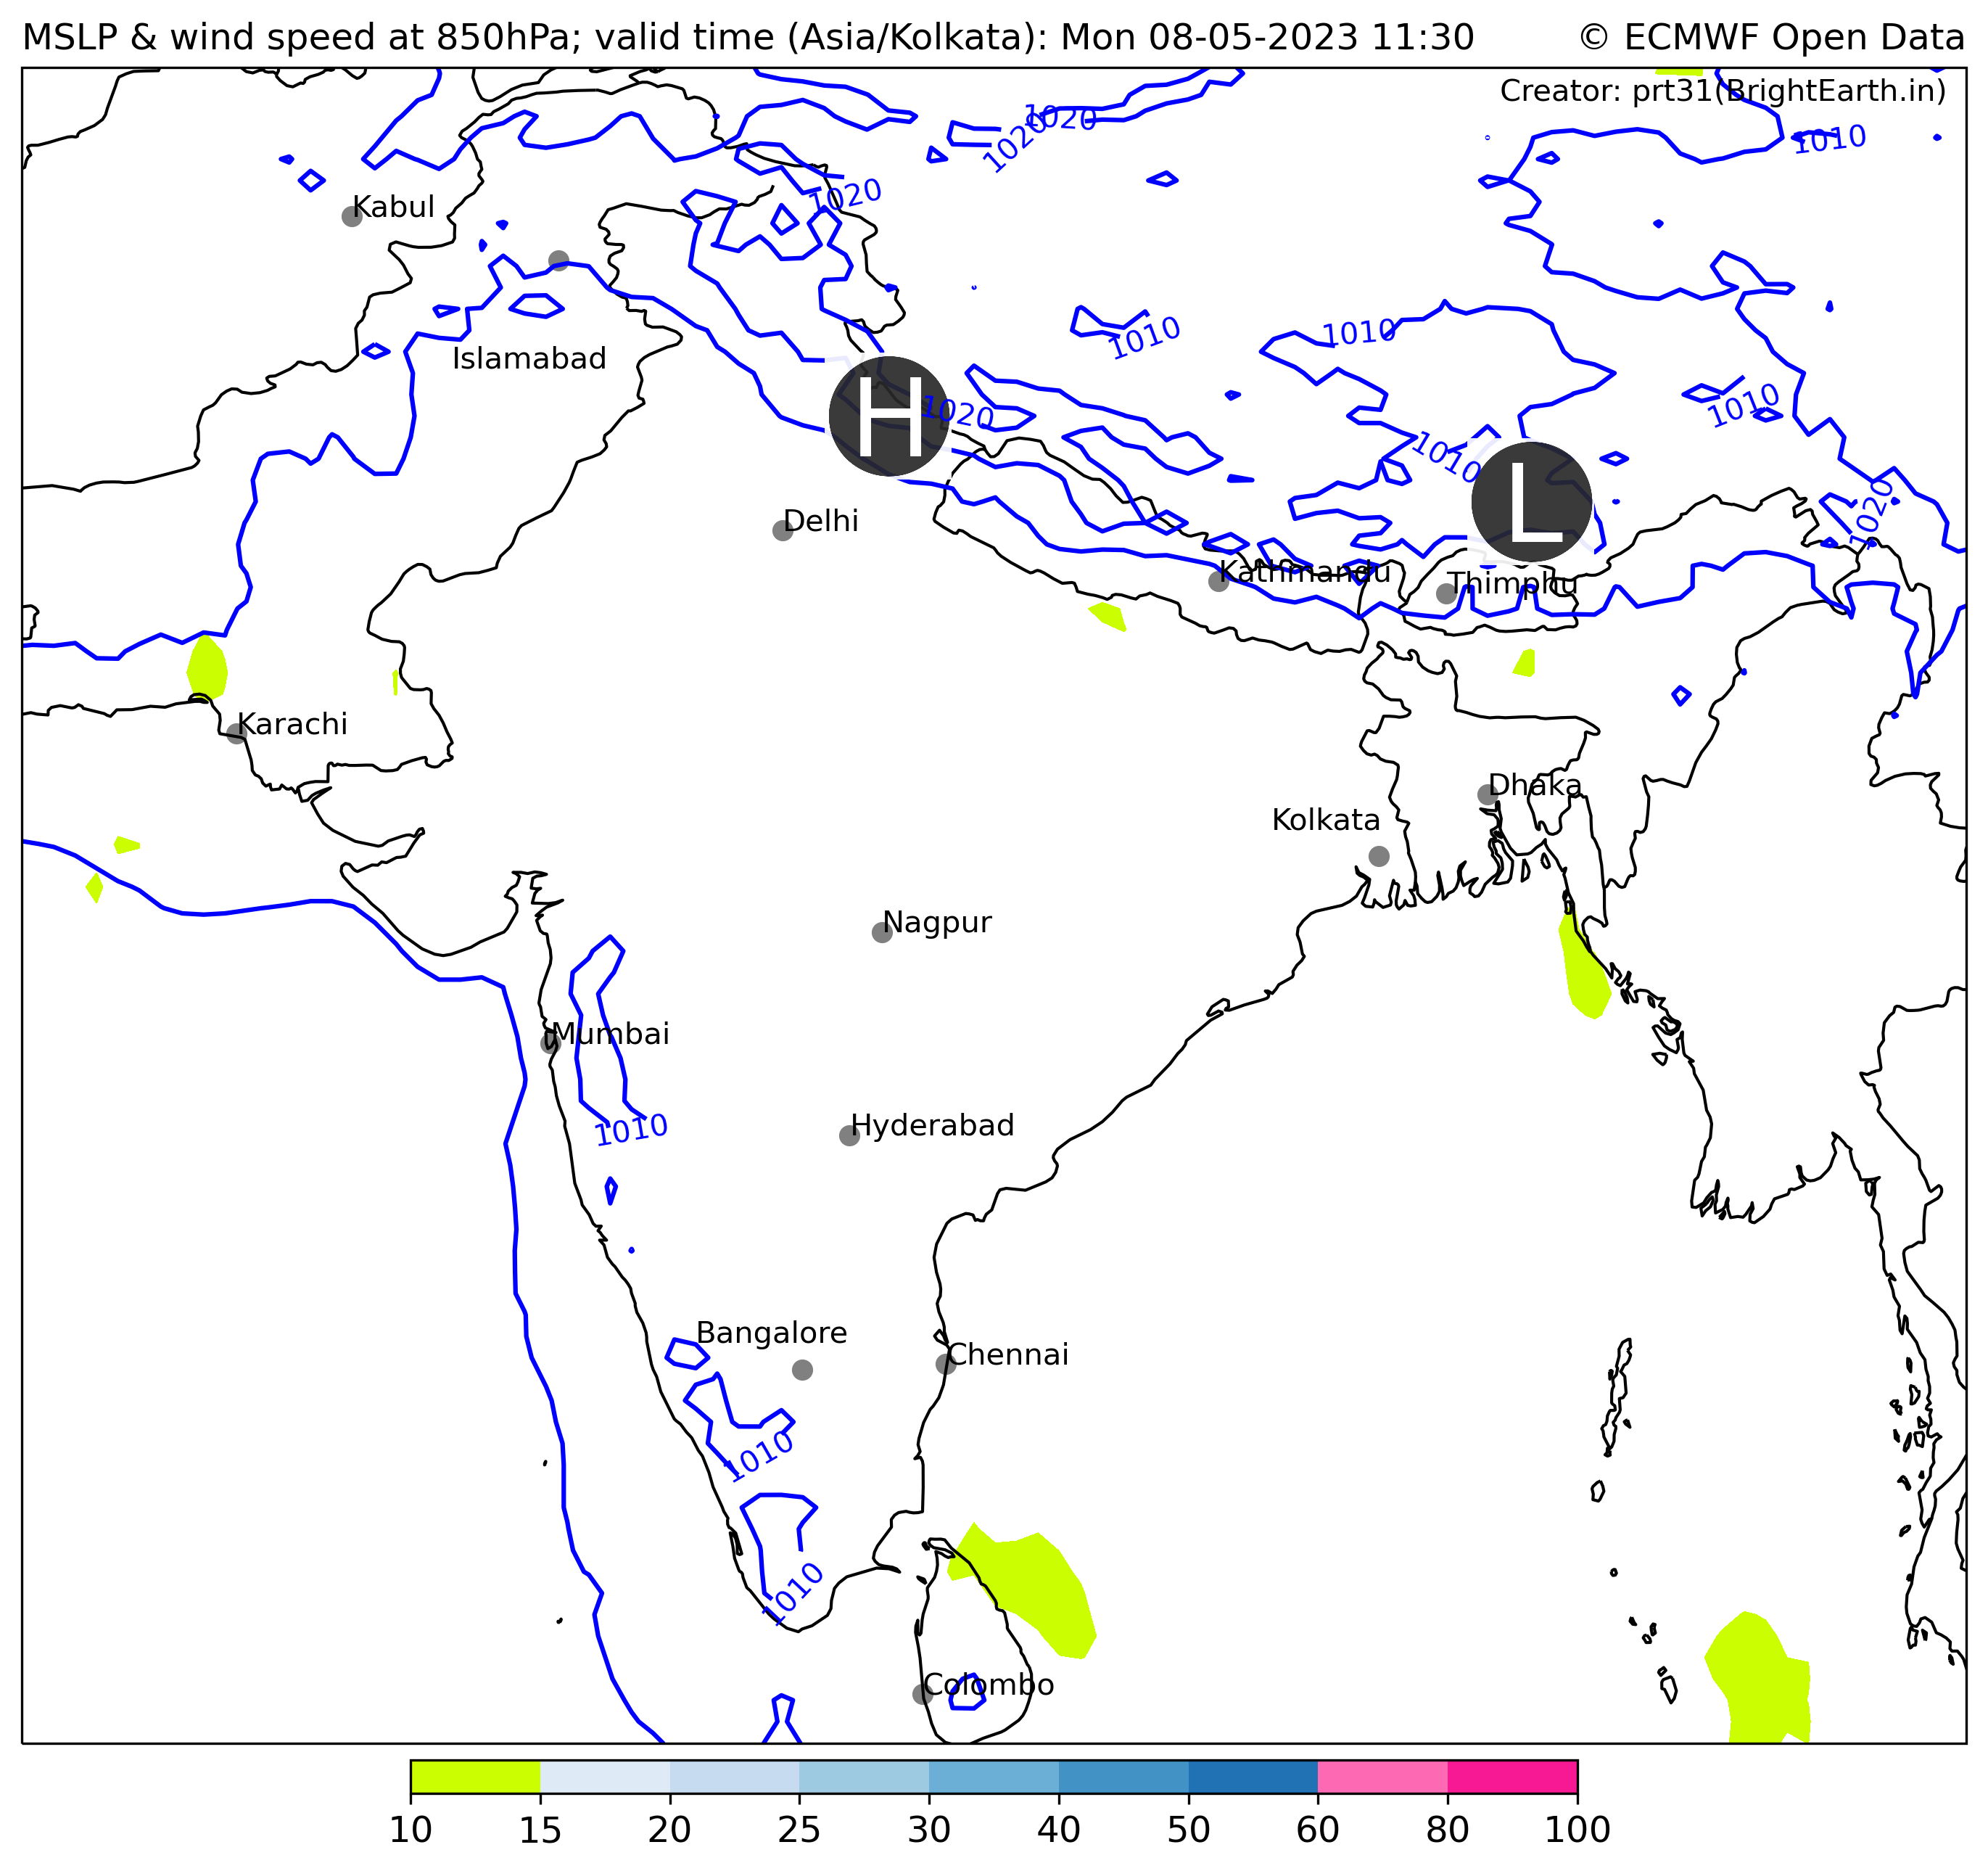 MSLP & wind speed at 850hPa; valid time (Asia/Kolkata): Mon 08-05-2023 11:30
© ECMWF Open Data
Creator: prt31(BrightEarth.in)
1020
1020
1010
Kabul
1020
1010
1010
Islamabad
H
1020
1010
1010
L
1020
Delhi
Kathmandu
Thimphu
Karachi
Dhaka
Kolkata
Nagpur
Mumbai
1010
Hyderabad
Bangalore
Chennai
1010
1010
Colombo
10 15 20 25 30 40 50 60 80 100